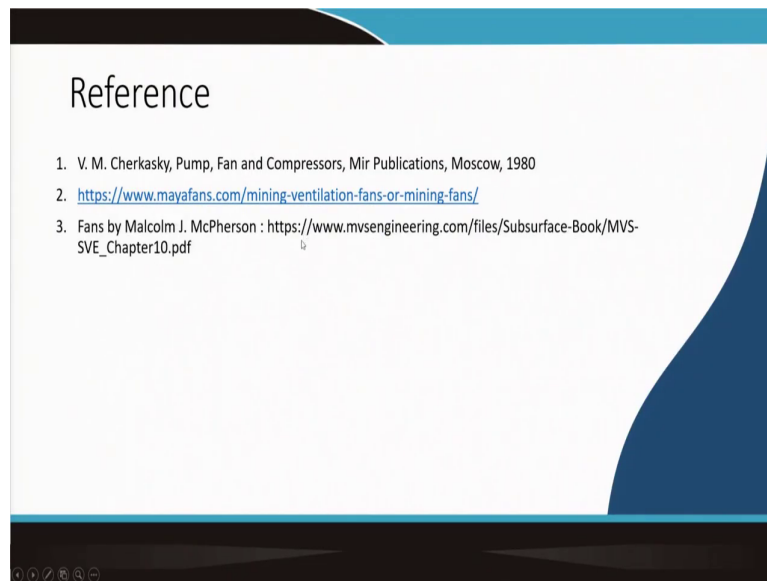 Reference
1. V. M. Cherkasky, Pump, Fan and Compressors, Mir Publications, Moscow, 1980
2. https://www.mayafans.com/mining-ventilation-fans-or-mining-fans/
3. Fans by Malcolm J. McPherson : https://www.mvsengineering.com/files/Subsurface-Book/MVS-
SVE_Chapter10.pdf